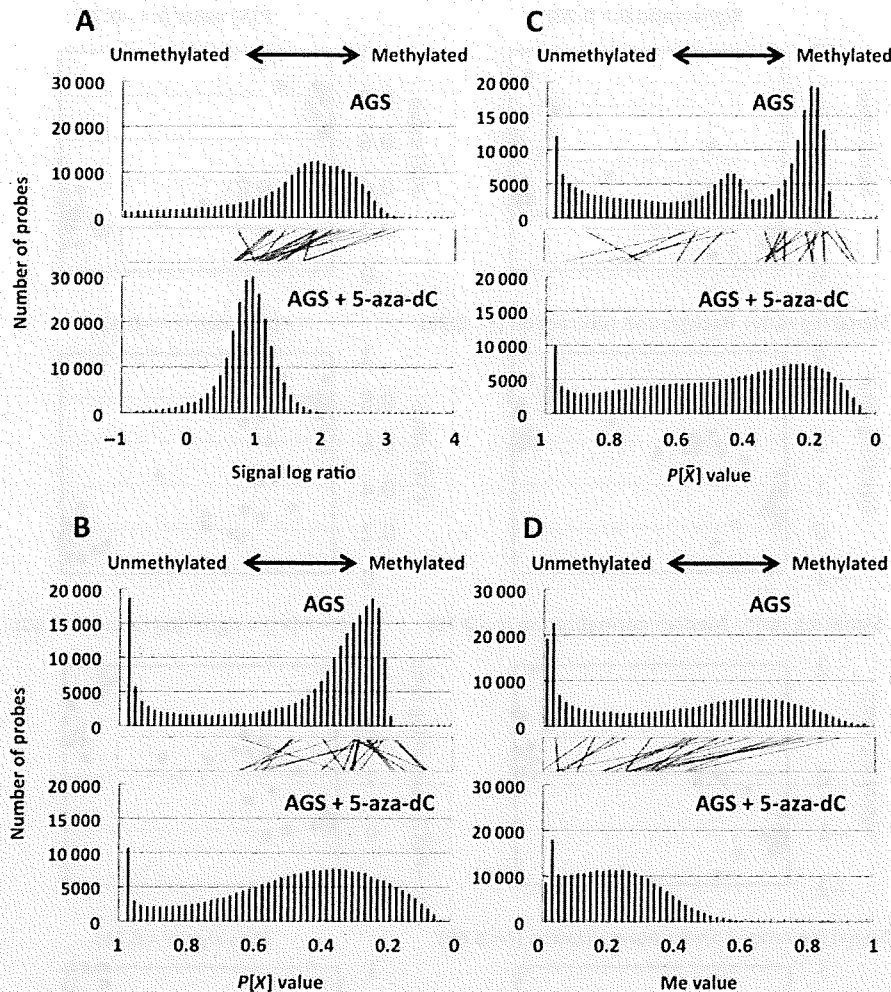 A
Unmethylated Methylated
30 000
20 000
10 000
0
AGS
Number of probes
30 000
20 000
10 000
0
AGS + 5-aza-dC
−1 0 1 2 3 4
Signal log ratio
C
Unmethylated Methylated
20 000
15 000
10 000
5000
0
AGS
20 000
15 000
10 000
5000
0
AGS + 5-aza-dC
1 0.8 0.6 0.4 0.2 0
P[X̄] value
B
Unmethylated Methylated
20 000
15 000
10 000
5000
0
AGS
Number of probes
20 000
15 000
10 000
5000
0
AGS + 5-aza-dC
1 0.8 0.6 0.4 0.2 0
P[X] value
D
Unmethylated Methylated
30 000
20 000
10 000
0
AGS
30 000
20 000
10 000
0
AGS + 5-aza-dC
0 0.2 0.4 0.6 0.8 1
Me value